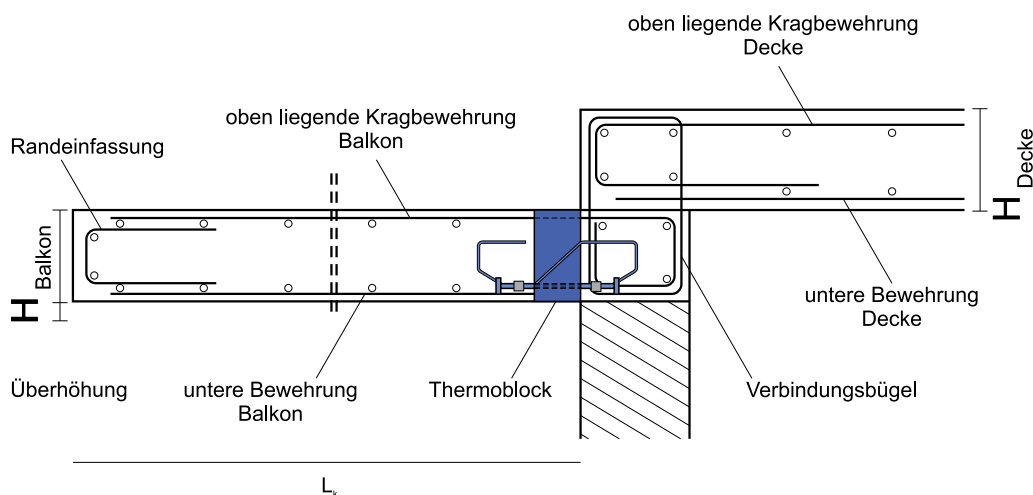 oben liegende Kragbewehrung
Decke
oben liegende Kragbewehrung
Balkon
Randeinfassung
H Decke
H Balkon
untere Bewehrung
Decke
Überhöhung
untere Bewehrung
Balkon
Thermoblock
Verbindungsbügel
Lk